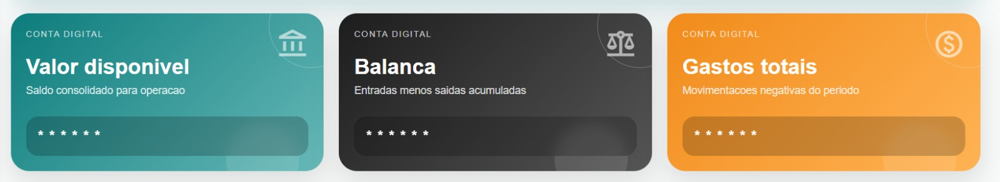 CONTA DIGITAL
Valor disponivel
Saldo consolidado para operacao
* * * * * *
CONTA DIGITAL
Balanca
Entradas menos saidas acumuladas
* * * * * *
CONTA DIGITAL
Gastos totais
Movimentacoes negativas do periodo
* * * * * *